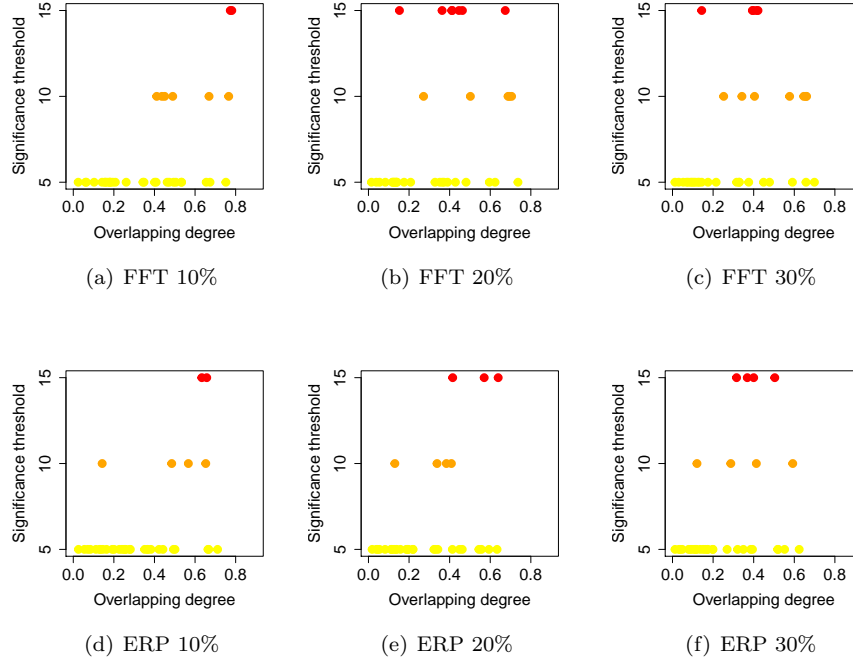 15
10
5
Significance threshold
0.0 0.2 0.4 0.6 0.8
Overlapping degree
(a) FFT 10%
15
10
5
Significance threshold
0.0 0.2 0.4 0.6 0.8
Overlapping degree
(b) FFT 20%
15
10
5
Significance threshold
0.0 0.2 0.4 0.6 0.8
Overlapping degree
(c) FFT 30%
15
10
5
Significance threshold
0.0 0.2 0.4 0.6 0.8
Overlapping degree
(d) ERP 10%
15
10
5
Significance threshold
0.0 0.2 0.4 0.6 0.8
Overlapping degree
(e) ERP 20%
15
10
5
Significance threshold
0.0 0.2 0.4 0.6 0.8
Overlapping degree
(f) ERP 30%